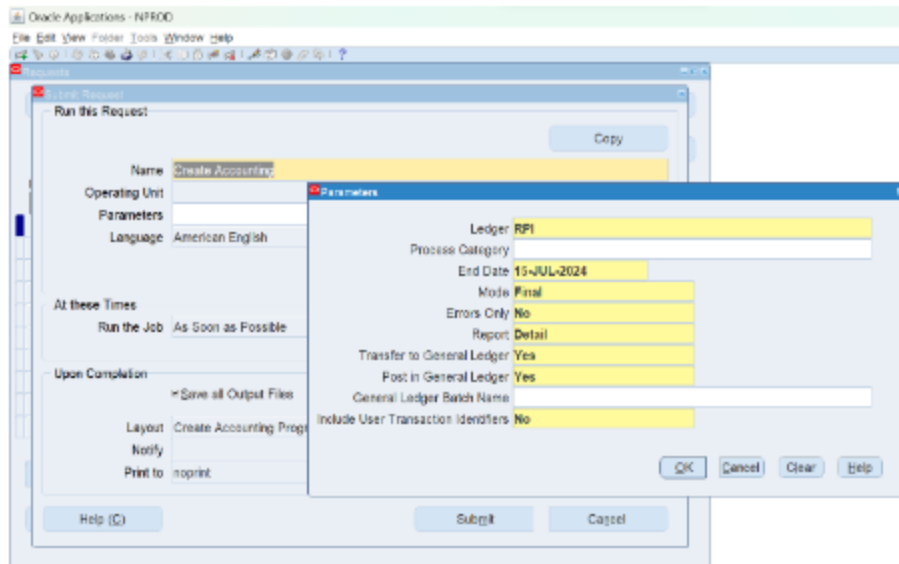 Oracle Applications - NPROD
File Edit View Folder Tools Window Help
Requests
Submit Request
Run this Request
Copy
Name Create Accounting
Operating Unit
Parameters
Language American English
At these Times
Run the Job As Soon as Possible
Upon Completion
Save all Output Files
Layout Create Accounting Progr
Notify
Print to noprint
Help (C) Submit Cancel
Parameters
Ledger RPI
Process Category
End Date 15-JUL-2024
Mode Final
Errors Only No
Report Detail
Transfer to General Ledger Yes
Post in General Ledger Yes
General Ledger Batch Name
Include User Transaction Identifiers No
OK Cancel Clear Help